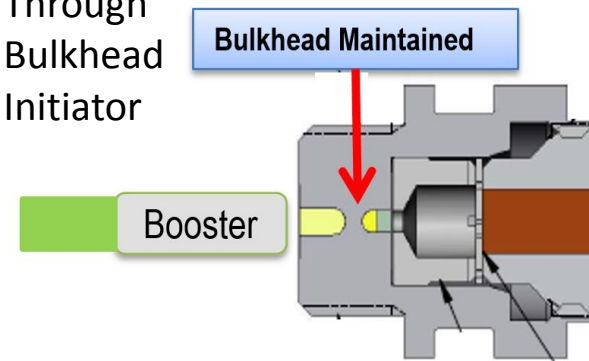 Through
Bulkhead
Initiator
Bulkhead Maintained
Booster